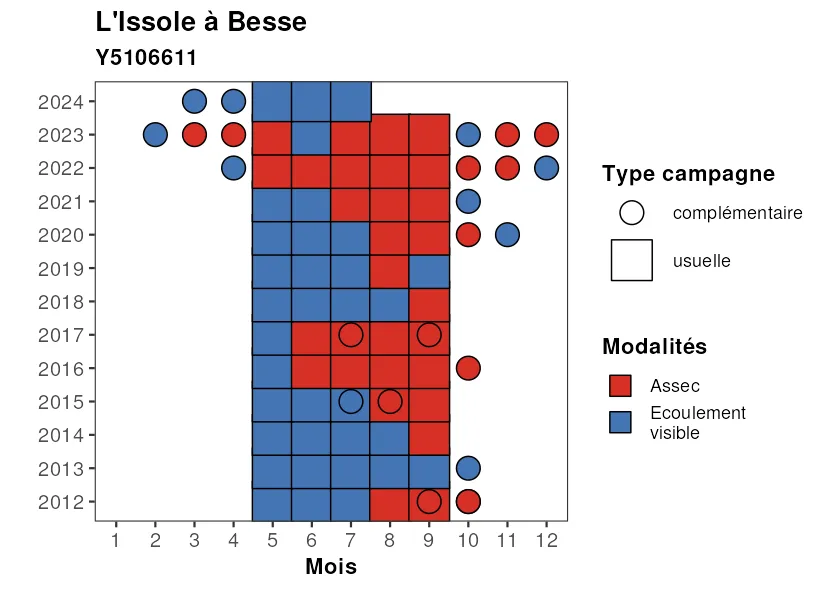 L'Issole à Besse
Y5106611
2024
2023
2022
2021
2020
2019
2018
2017
2016
2015
2014
2013
2012
1 2 3 4 5 6 7 8 9 10 11 12
Mois
Type campagne
complémentaire
usuelle
Modalités
Assec
Ecoulement
visible